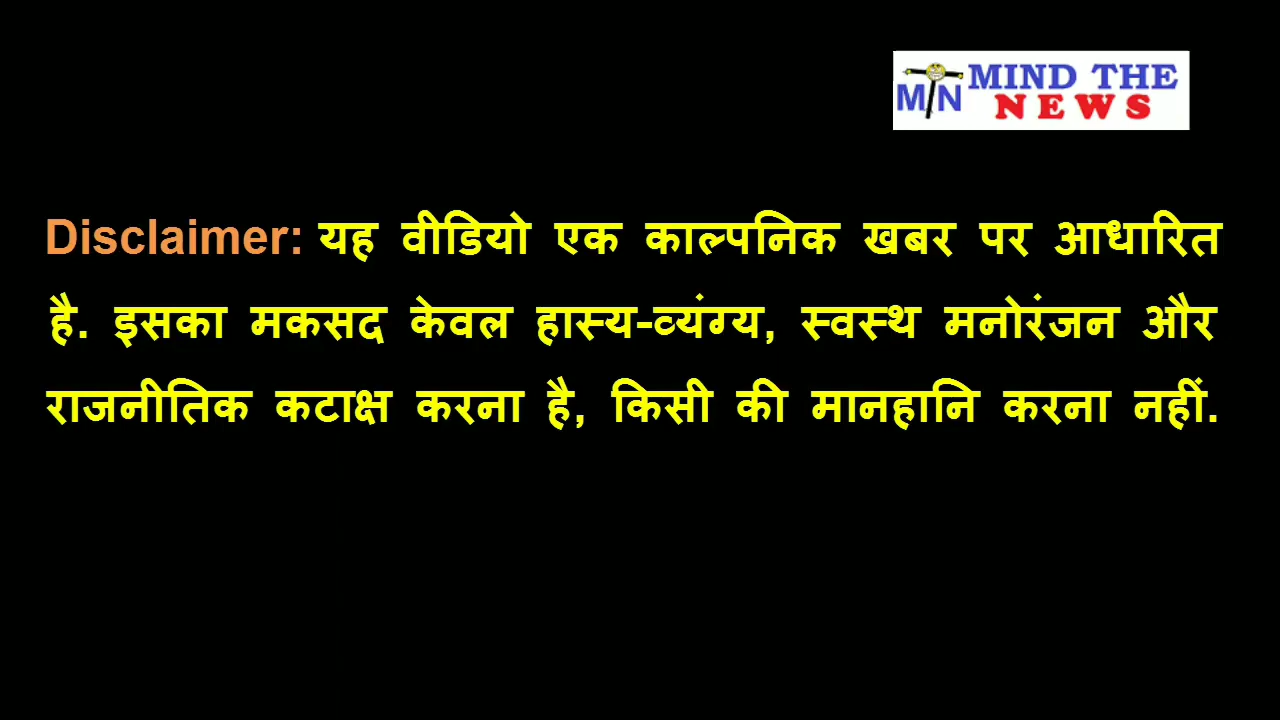 MIN MIND THE
NEWS
Disclaimer: यह वीडियो एक काल्पनिक खबर पर आधारित
है. इसका मकसद केवल हास्य-व्यंग्य, स्वस्थ मनोरंजन और
राजनीतिक कटाक्ष करना है, किसी की मानहानि करना नहीं.